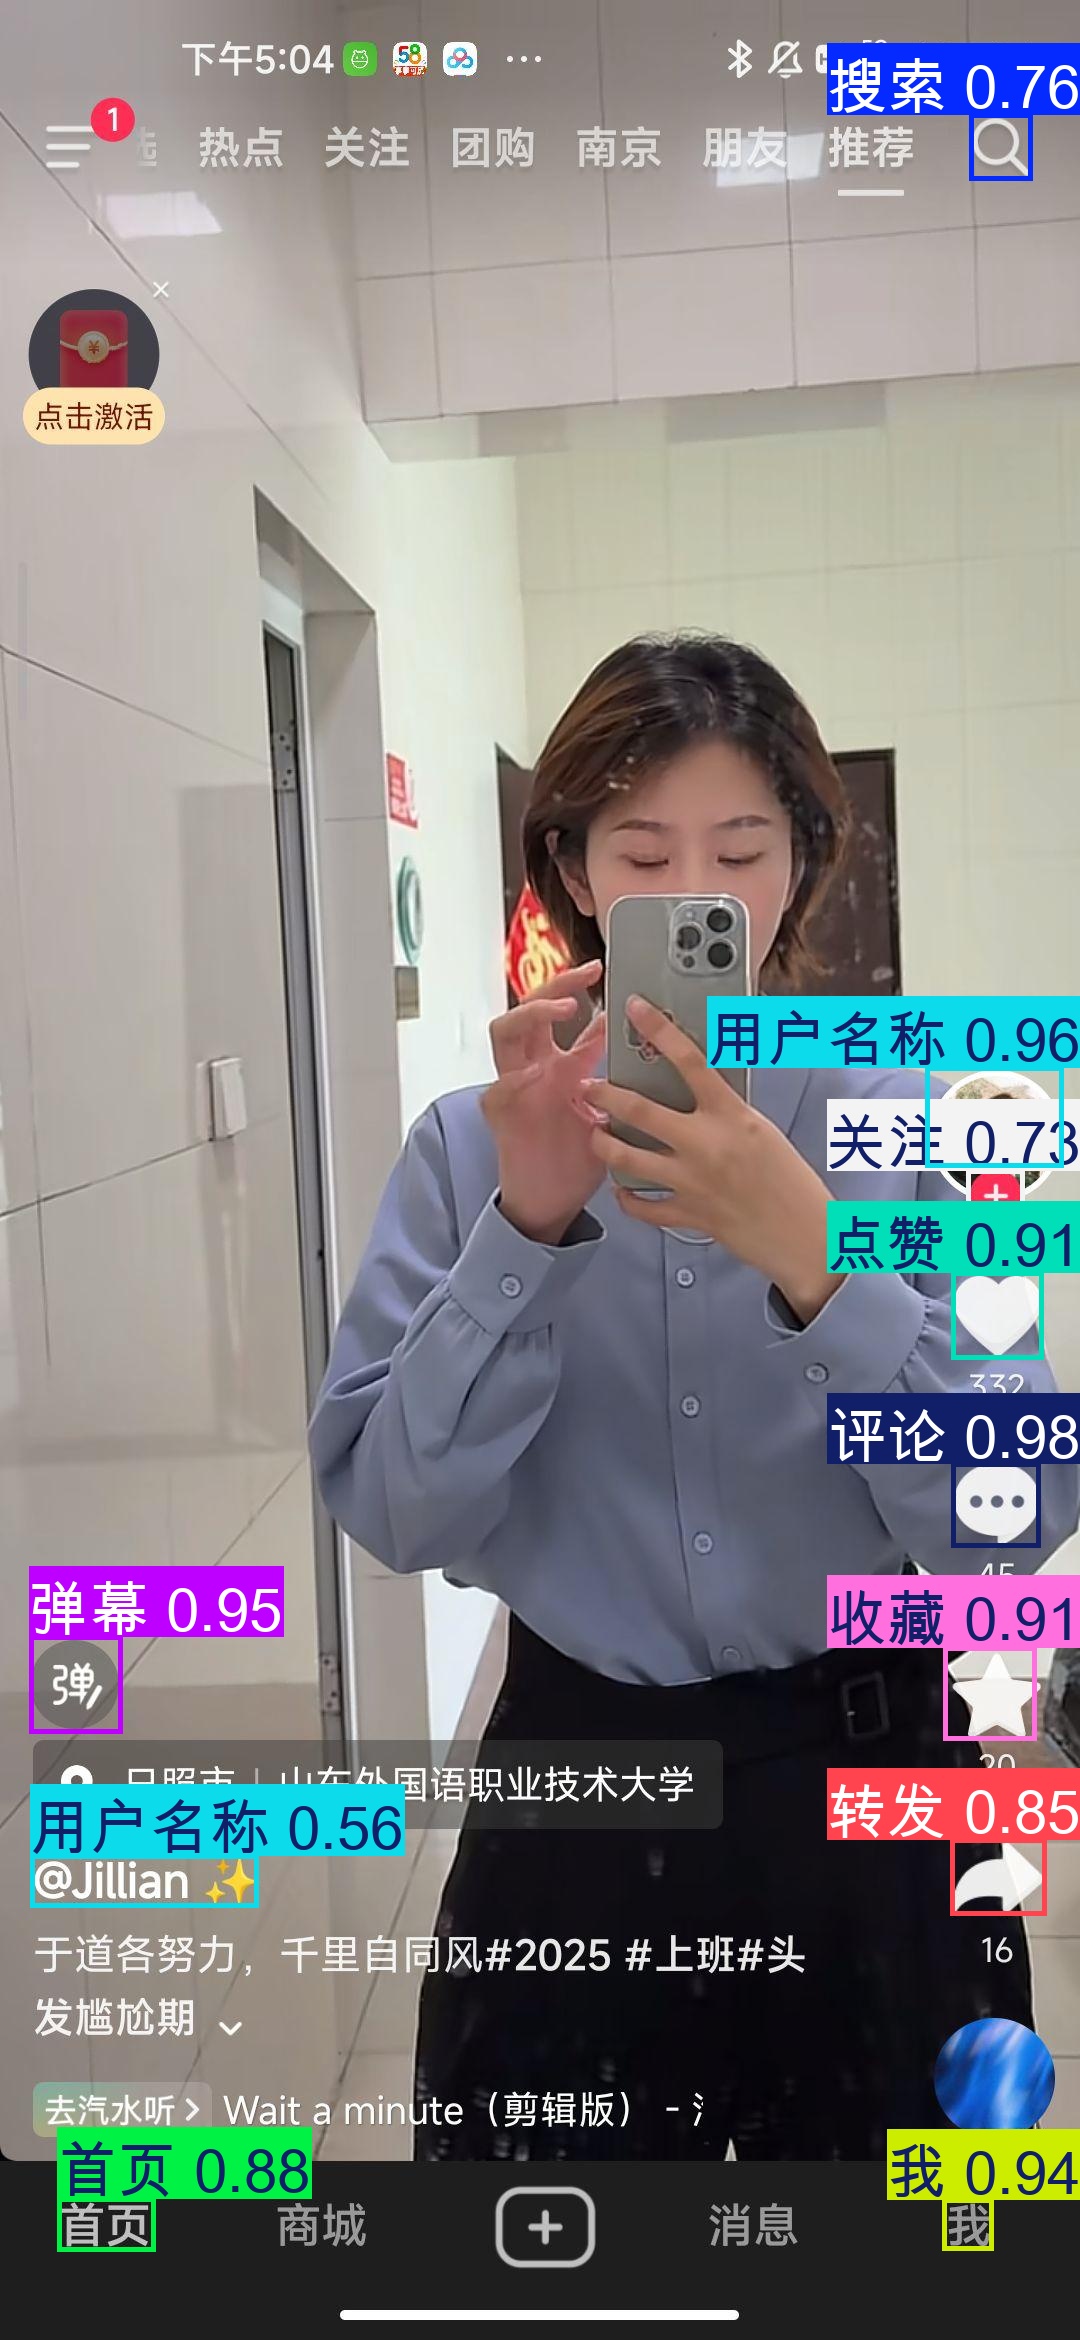 下午5:04
搜索 0.76
1
热点 关注 团购 南京 朋友 推荐
点击激活
用户名称 0.96
关注 0.73
点赞 0.91
332
评论 0.98
45
弹幕 0.95
弹
收藏 0.91
20
日照市 | 山东外国语职业技术大学
转发 0.85
用户名称 0.56
@Jillian ✨
于道各努力，千里自同风#2025 #上班#头
发尴尬期
16
去汽水听 > Wait a minute（剪辑版） -
首页 0.88
我 0.94
首页 商城 消息 我